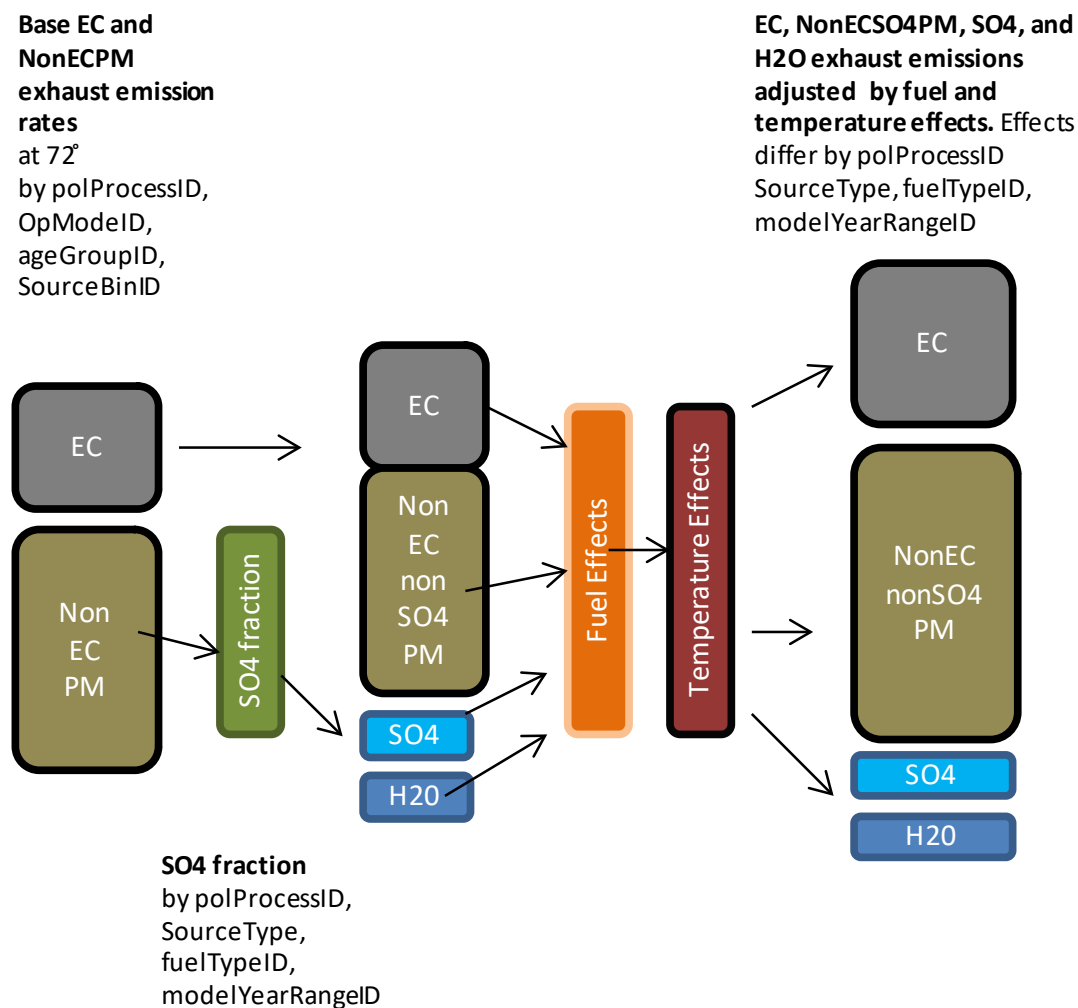 Base EC and
NonECPM
exhaust emission
rates
at 72°
by polProcessID,
OpModeID,
ageGroupID,
SourceBinID
EC, NonECSO4PM, SO4, and
H2O exhaust emissions
adjusted by fuel and
temperature effects. Effects
differ by polProcessID
SourceType, fuelTypeID,
modelYearRangeID
EC
Non
EC
PM
SO4 fraction
EC
Non
EC
non
SO4
PM
SO4
H20
Fuel Effects
Temperature Effects
EC
NonEC
nonSO4
PM
SO4
H20
SO4 fraction
by polProcessID,
SourceType,
fuelTypeID,
modelYearRangeID